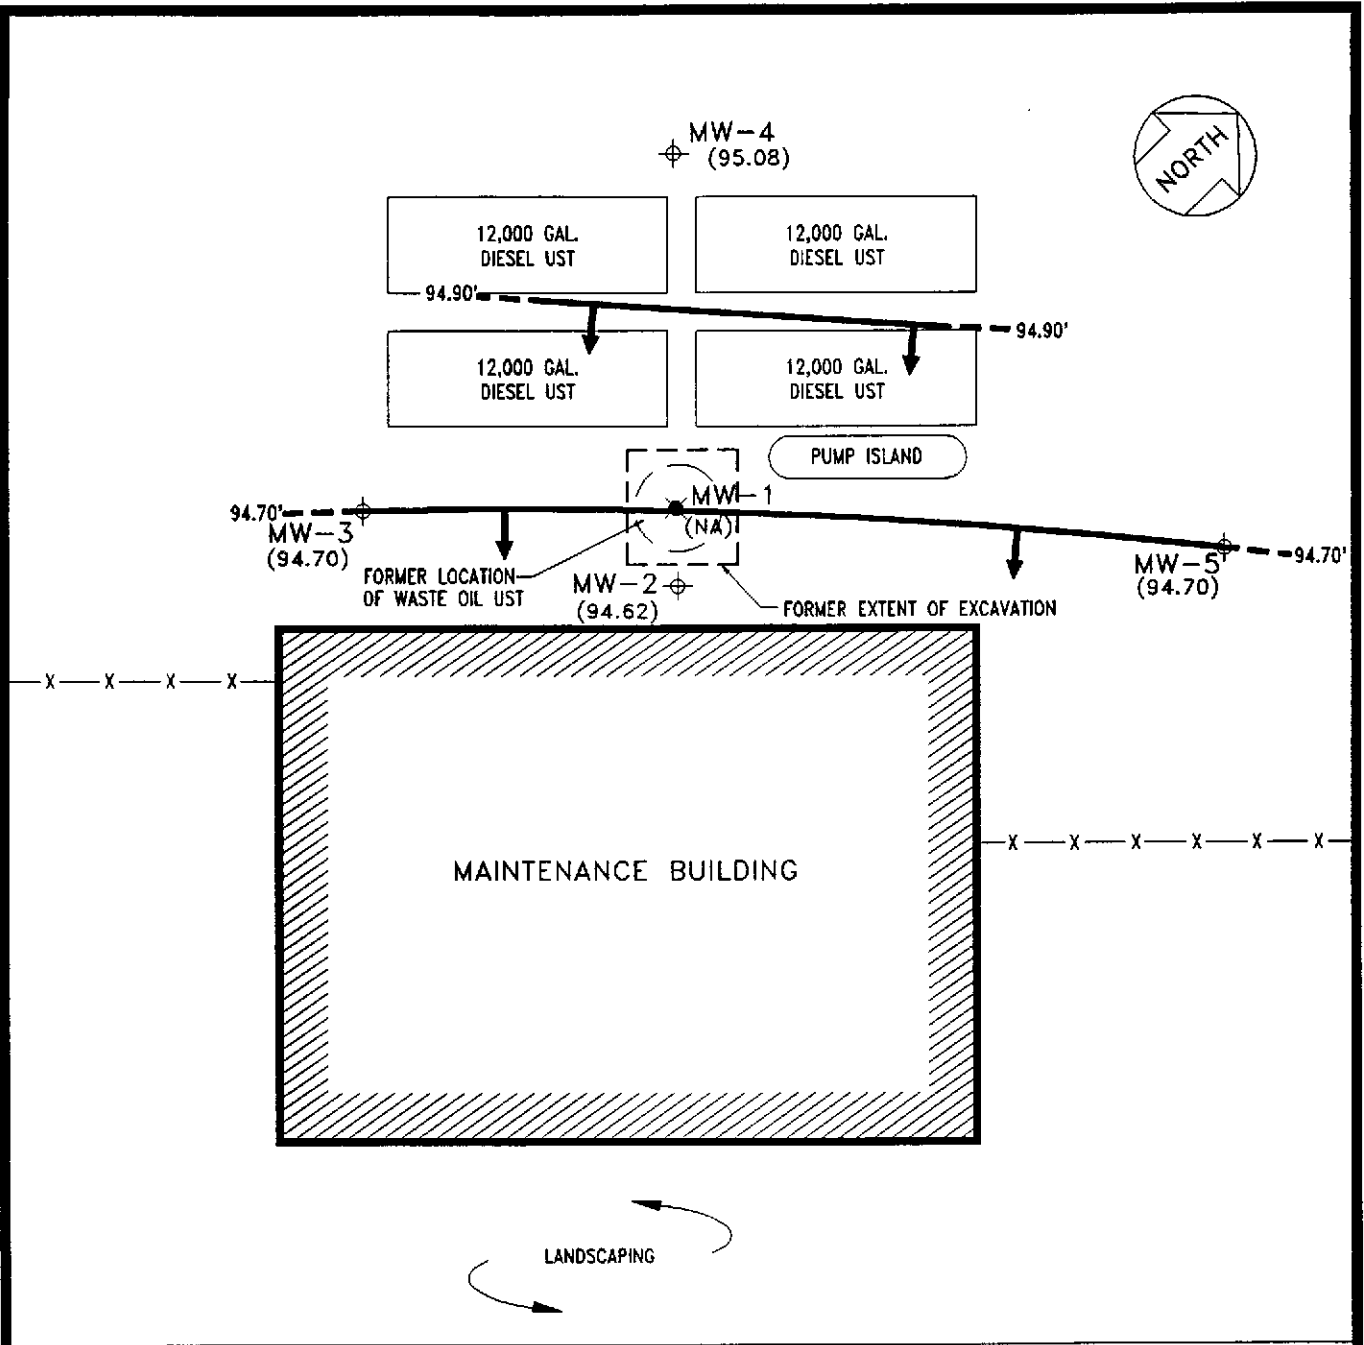 MW-4
(95.08)
NORTH
12,000 GAL.
DIESEL UST
12,000 GAL.
DIESEL UST
94.90'
94.90'
12,000 GAL.
DIESEL UST
12,000 GAL.
DIESEL UST
PUMP ISLAND
MW-1
(NA)
94.70'
MW-3
(94.70)
94.70'
MW-5
(94.70)
FORMER LOCATION
OF WASTE OIL UST
MW-2
(94.62)
FORMER EXTENT OF EXCAVATION
X X X X
X X X X X X
MAINTENANCE BUILDING
LANDSCAPING